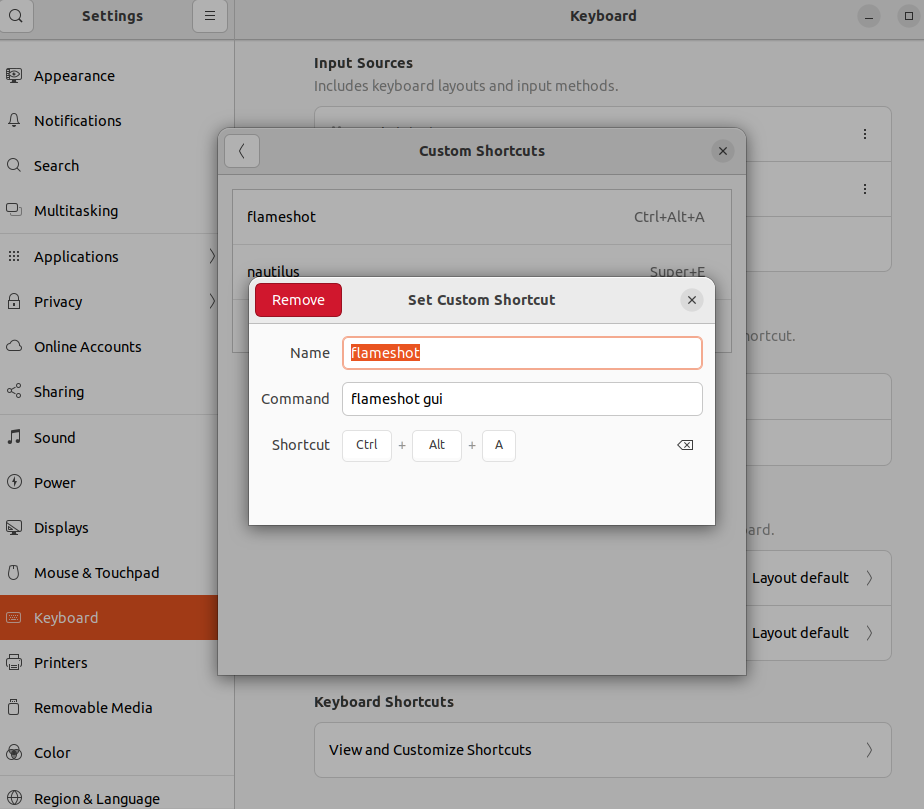 Settings
Keyboard
Appearance
Notifications
Search
Multitasking
Applications
Privacy
Online Accounts
Sharing
Sound
Power
Displays
Mouse & Touchpad
Keyboard
Printers
Removable Media
Color
Region & Language
Input Sources
Includes keyboard layouts and input methods.
Custom Shortcuts
flameshot Ctrl+Alt+A
nautilus Super+E
Remove Set Custom Shortcut
Name flameshot
Command flameshot gui
Shortcut Ctrl + Alt + A
Layout default
Layout default
Keyboard Shortcuts
View and Customize Shortcuts